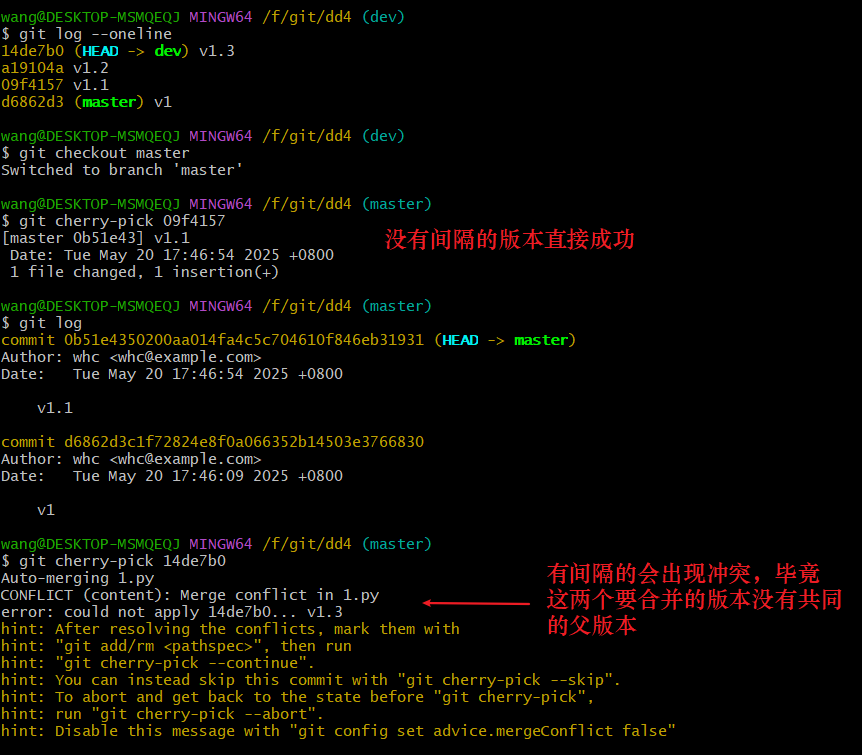 wang@DESKTOP-MSMQEQJ MINGW64 /f/git/dd4 (dev)
$ git log --oneline
14de7b0 (HEAD -> dev) v1.3
a19104a v1.2
09f4157 v1.1
d6862d3 (master) v1
wang@DESKTOP-MSMQEQJ MINGW64 /f/git/dd4 (dev)
$ git checkout master
Switched to branch 'master'
wang@DESKTOP-MSMQEQJ MINGW64 /f/git/dd4 (master)
$ git cherry-pick 09f4157
[master 0b51e43] v1.1
 Date: Tue May 20 17:46:54 2025 +0800
 1 file changed, 1 insertion(+)
没有间隔的版本直接成功
wang@DESKTOP-MSMQEQJ MINGW64 /f/git/dd4 (master)
$ git log
commit 0b51e4350200aa014fa4c5c704610f846eb31931 (HEAD -> master)
Author: whc <whc@example.com>
Date:   Tue May 20 17:46:54 2025 +0800
    v1.1
commit d6862d3c1f72824e8f0a066352b14503e3766830
Author: whc <whc@example.com>
Date:   Tue May 20 17:46:09 2025 +0800
    v1
wang@DESKTOP-MSMQEQJ MINGW64 /f/git/dd4 (master)
$ git cherry-pick 14de7b0
Auto-merging 1.py
CONFLICT (content): Merge conflict in 1.py
error: could not apply 14de7b0... v1.3
hint: After resolving the conflicts, mark them with
hint: "git add/rm <pathspec>", then run
hint: "git cherry-pick --continue".
hint: You can instead skip this commit with "git cherry-pick --skip".
hint: To abort and get back to the state before "git cherry-pick",
hint: run "git cherry-pick --abort".
hint: Disable this message with "git config set advice.mergeConflict false"
有间隔的会出现冲突，毕竟
这两个要合并的版本没有共同
的父版本